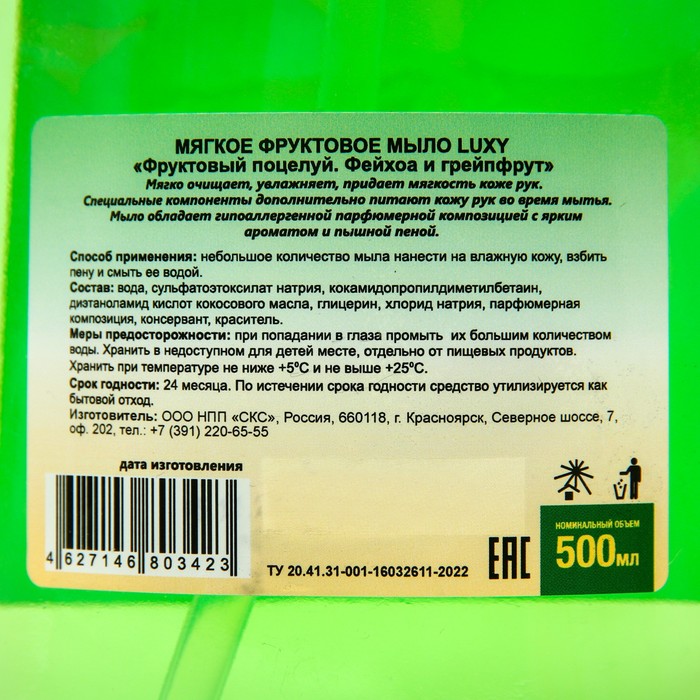 МЯГКОЕ ФРУКТОВОЕ МЫЛО LUXY
«Фруктовый поцелуй. Фейхоа и грейпфрут»
Мягко очищает, увлажняет, придает мягкость коже рук.
Специальные компоненты дополнительно питают кожу рук во время мытья.
Мыло обладает гипоаллергенной парфюмерной композицией с ярким
ароматом и пышной пеной.
Способ применения: небольшое количество мыла нанести на влажную кожу, взбить
пену и смыть ее водой.
Состав: вода, сульфатоэтоксилат натрия, кокамидопропилдиметилбетаин,
диэтаноламид кислот кокосового масла, глицерин, хлорид натрия, парфюмерная
композиция, консервант, краситель.
Меры предосторожности: при попадании в глаза промыть их большим количеством
воды. Хранить в недоступном для детей месте, отдельно от пищевых продуктов.
Хранить при температуре не ниже +5ºС и не выше +25ºС.
Срок годности: 24 месяца. По истечении срока годности средство утилизируется как
бытовой отход.
Изготовитель: ООО НПП «СКС», Россия, 660118, г. Красноярск, Северное шоссе, 7,
оф. 202, тел.: +7 (391) 220-65-55
дата изготовления
4 627146 803423
ТУ 20.41.31-001-16032611-2022
EAC
НОМИНАЛЬНЫЙ ОБЪЕМ
500мл